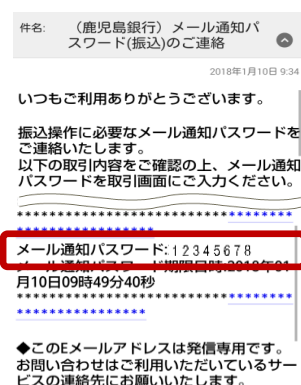 件名: （鹿児島銀行）メール通知パ
スワード(振込)のご連絡
2018年1月10日 9:34
いつもご利用ありがとうございます。
振込操作に必要なメール通知パスワードを
ご連絡いたします。
以下の取引内容をご確認の上、メール通知
パスワードを取引画面にご入力ください。
**********************************
********************
メール通知パスワード:12345678
メール通知パスワード期限日時:2018年01
月10日09時49分40秒
**********************************
****************
◆このEメールアドレスは発信専用です。
お問い合わせはご利用いただいているサー
ビスの連絡先にお願いいたします。